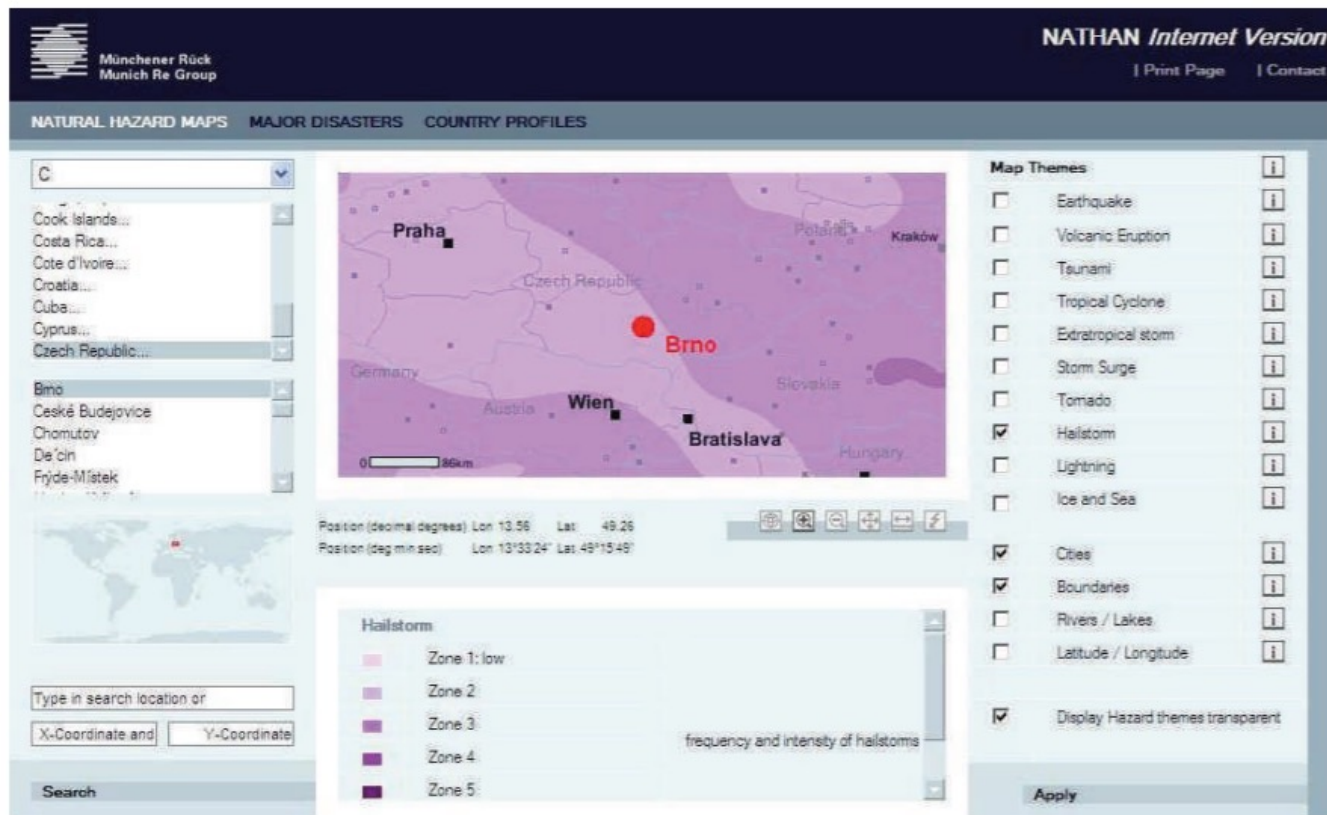 Münchener Rück
Munich Re Group
NATHAN Internet Version
| Print Page | Contact
NATURAL HAZARD MAPS MAJOR DISASTERS COUNTRY PROFILES
C
Cook Islands...
Costa Rica...
Cote d'Ivoire...
Croatia...
Cuba...
Cyprus...
Czech Republic...
Brno
Ceské Budejovice
Chomutov
De'cin
Frýde-Místek
Type in search location or
X-Coordinate and Y-Coordinate
Search
Praha
Poland
Kraków
Czech Republic
Brno
Germany
Slovakia
Austria
Wien
Bratislava
Hungary
0 86km
Position (decimal degrees) Lon 13.56 Lat 49.26
Position (deg min sec) Lon 13°33'24" Lat 49°15'49"
Hailstorm
Zone 1: low
Zone 2
Zone 3
Zone 4
Zone 5
frequency and intensity of hailstorms
Map Themes
Earthquake
Volcanic Eruption
Tsunami
Tropical Cyclone
Extratropical storm
Storm Surge
Tornado
Hailstorm
Lightning
Ice and Sea
Cities
Boundaries
Rivers / Lakes
Latitude / Longitude
Display Hazard themes transparent
Apply